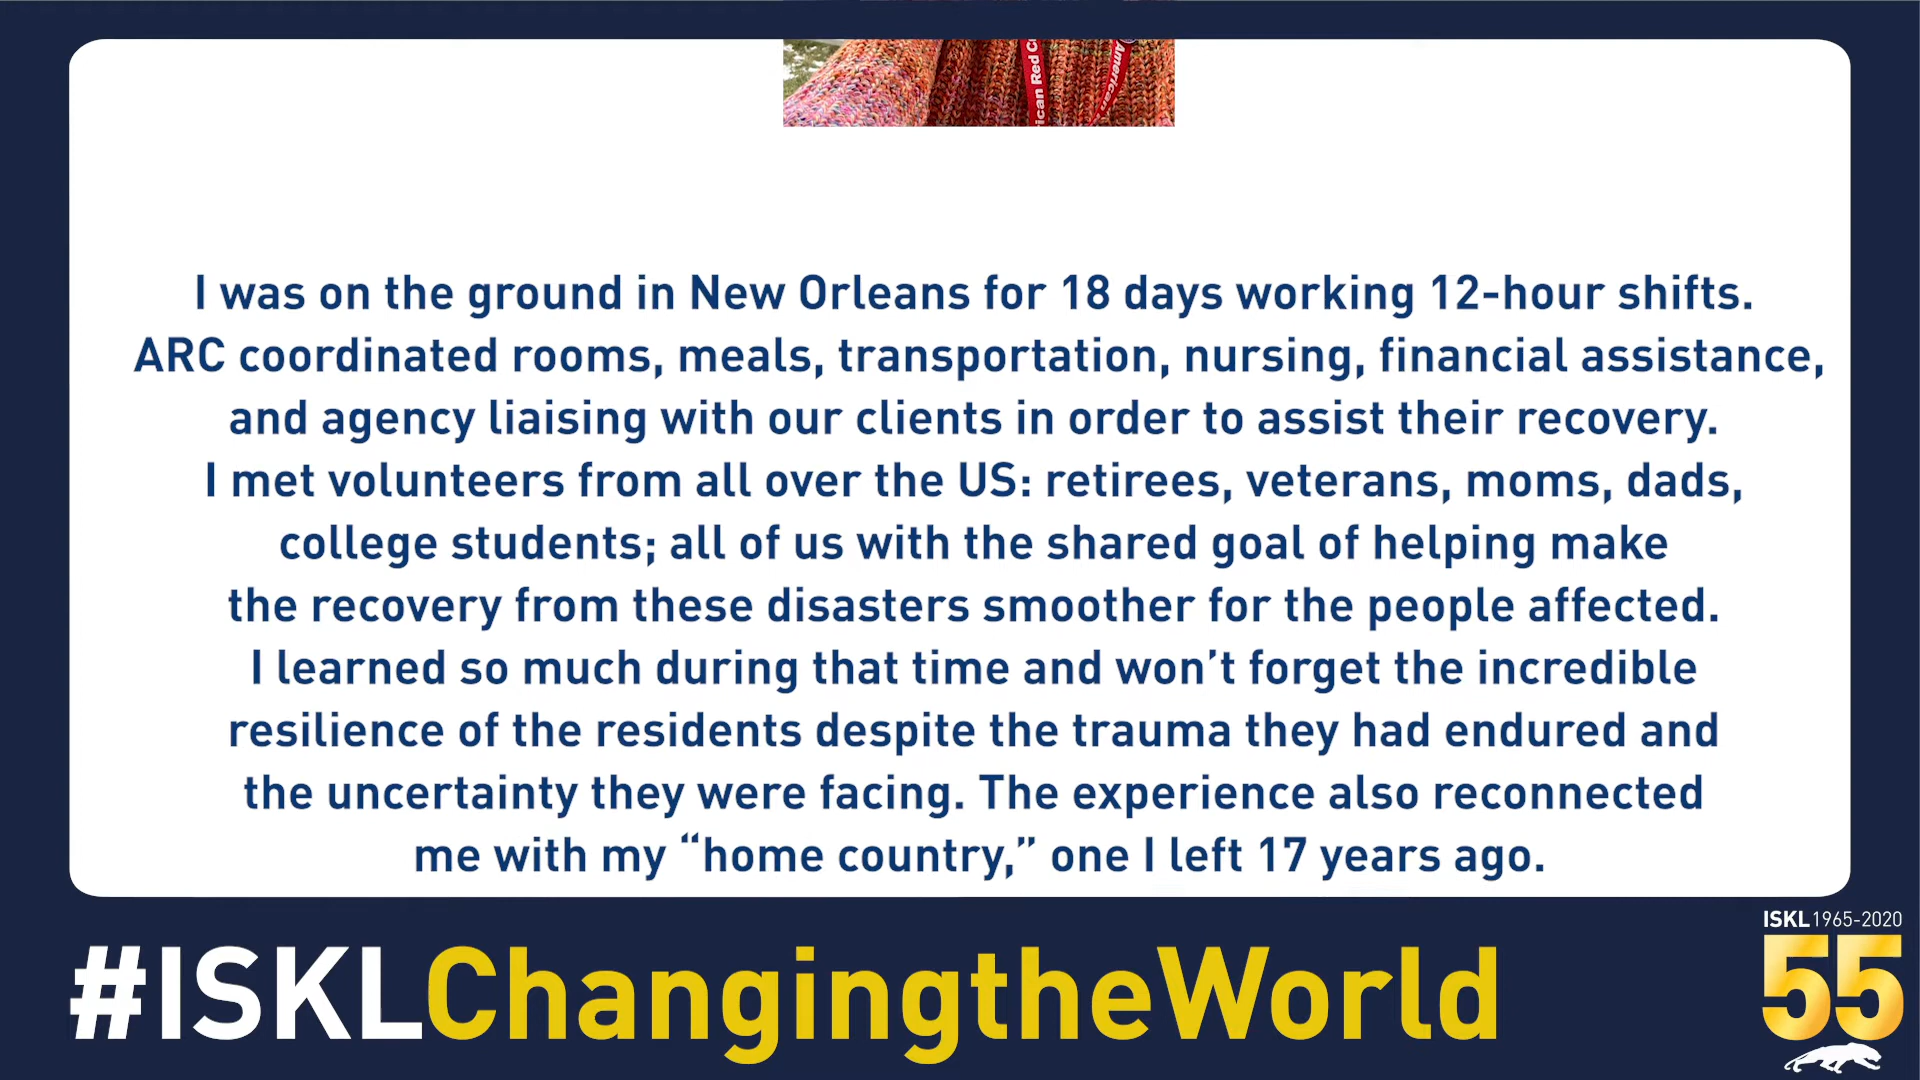 ican Red C
American
I was on the ground in New Orleans for 18 days working 12-hour shifts.
ARC coordinated rooms, meals, transportation, nursing, financial assistance,
and agency liaising with our clients in order to assist their recovery.
I met volunteers from all over the US: retirees, veterans, moms, dads,
college students; all of us with the shared goal of helping make
the recovery from these disasters smoother for the people affected.
I learned so much during that time and won’t forget the incredible
resilience of the residents despite the trauma they had endured and
the uncertainty they were facing. The experience also reconnected
me with my “home country,” one I left 17 years ago.
#ISKLChangingtheWorld
ISKL 1965-2020
55